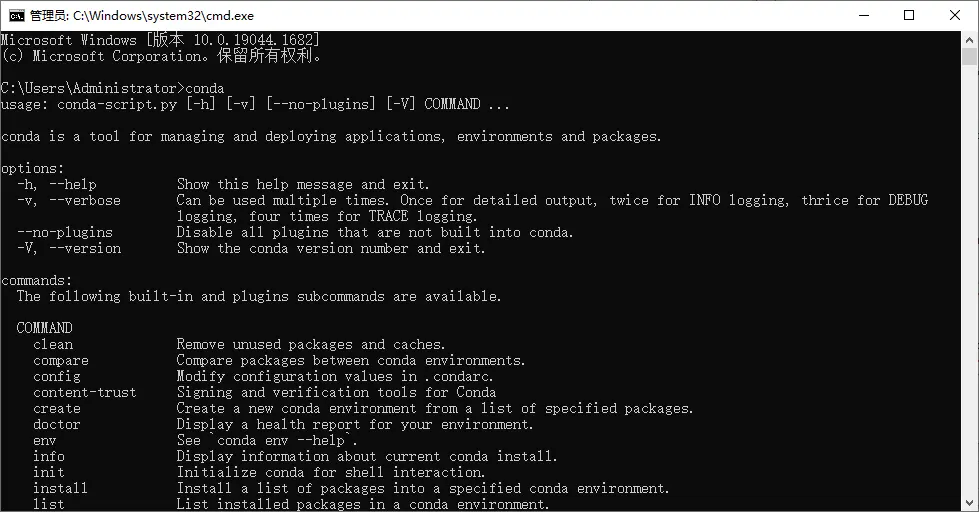 管理员: C:\Windows\system32\cmd.exe
Microsoft Windows [版本 10.0.19044.1682]
(c) Microsoft Corporation。保留所有权利。
C:\Users\Administrator>conda
usage: conda-script.py [-h] [-v] [--no-plugins] [-V] COMMAND ...
conda is a tool for managing and deploying applications, environments and packages.
options:
-h, --help Show this help message and exit.
-v, --verbose Can be used multiple times. Once for detailed output, twice for INFO logging, thrice for DEBUG
logging, four times for TRACE logging.
--no-plugins Disable all plugins that are not built into conda.
-V, --version Show the conda version number and exit.
commands:
The following built-in and plugins subcommands are available.
COMMAND
clean Remove unused packages and caches.
compare Compare packages between conda environments.
config Modify configuration values in .condarc.
content-trust Signing and verification tools for Conda
create Create a new conda environment from a list of specified packages.
doctor Display a health report for your environment.
env See `conda env --help`.
info Display information about current conda install.
init Initialize conda for shell interaction.
install Install a list of packages into a specified conda environment.
list List installed packages in a conda environment.